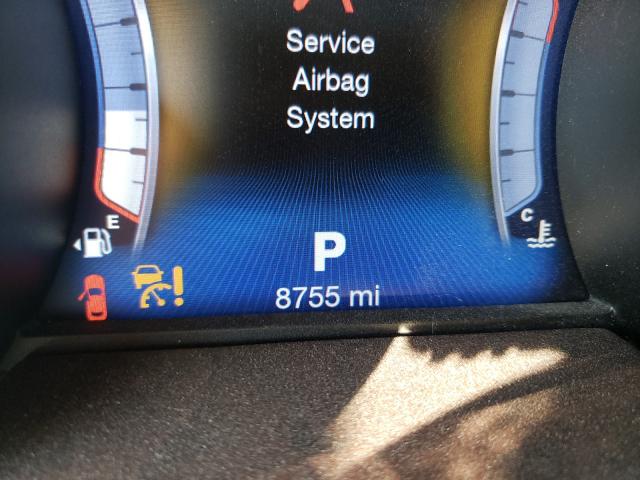 Service
Airbag
System
E
C
P
8755 mi